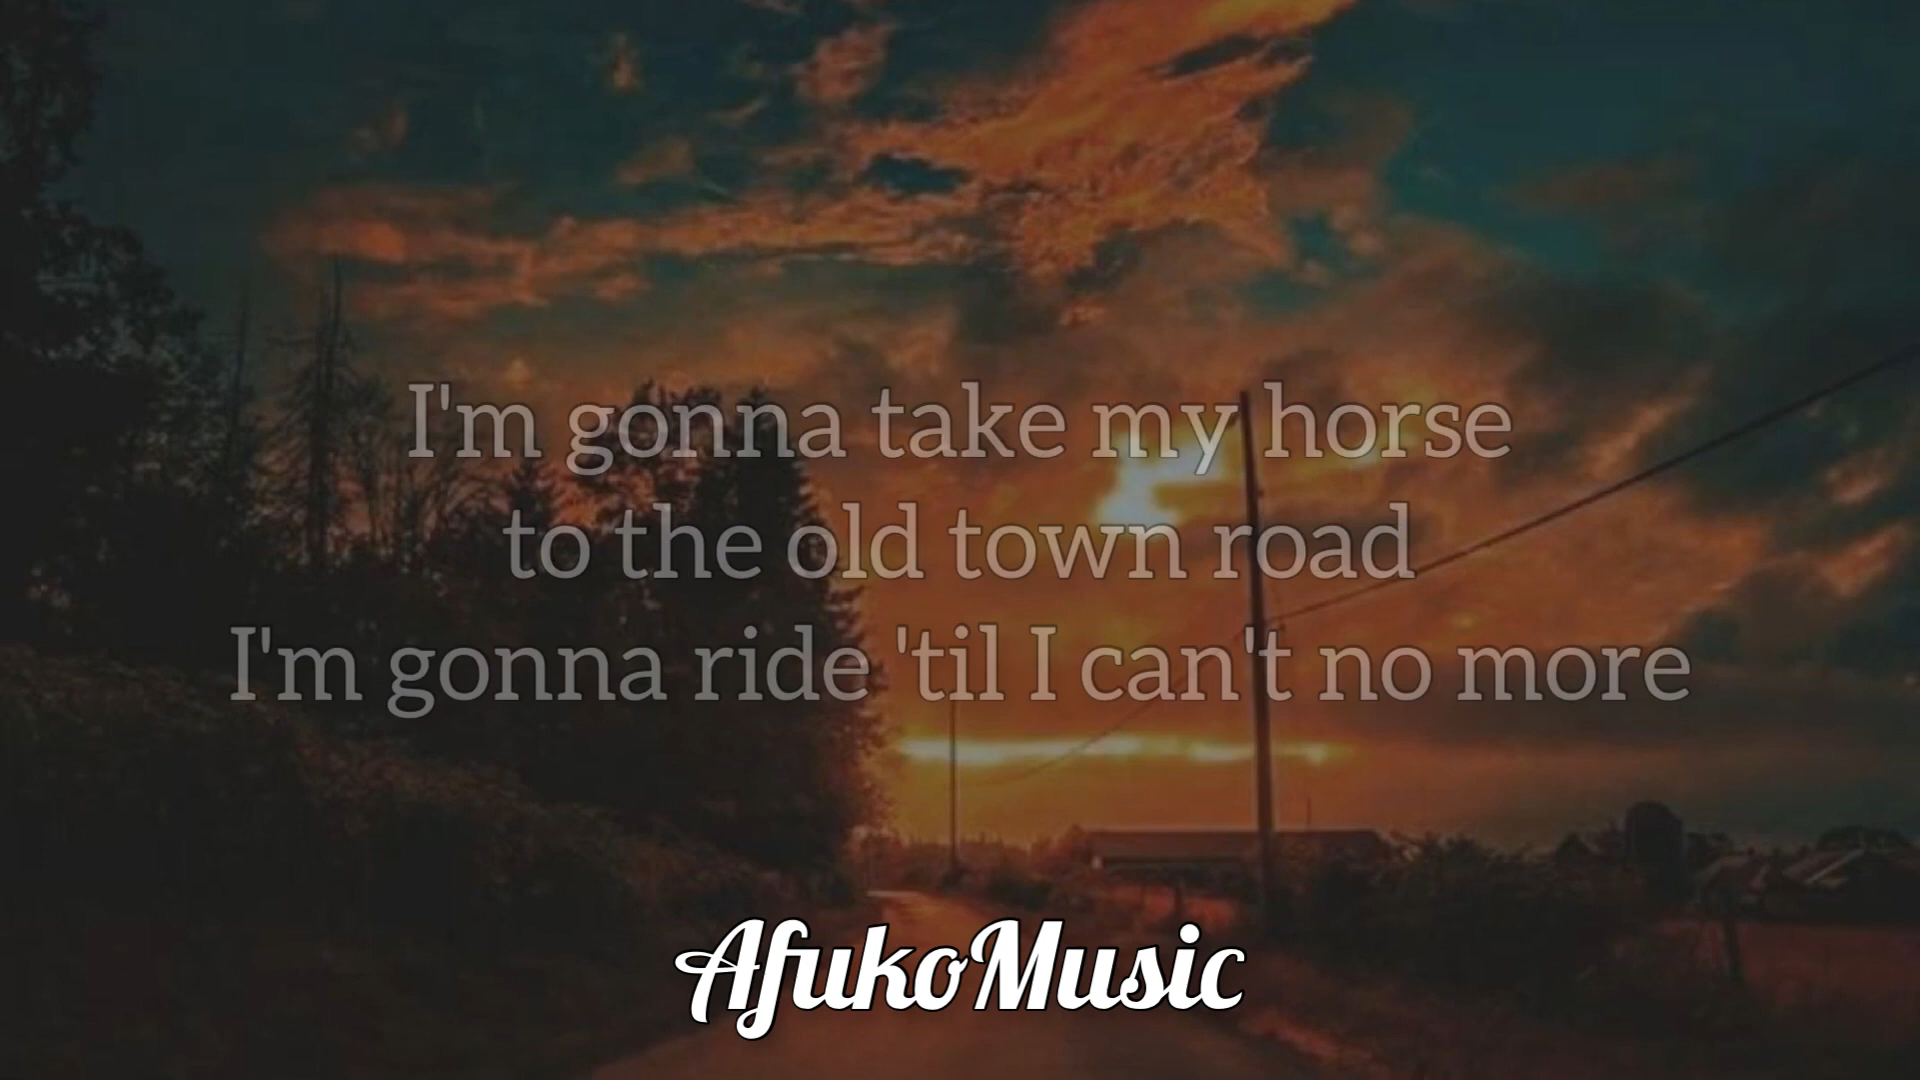 I'm gonna take my horse
to the old town road
I'm gonna ride 'til I can't no more
AfukoMusic